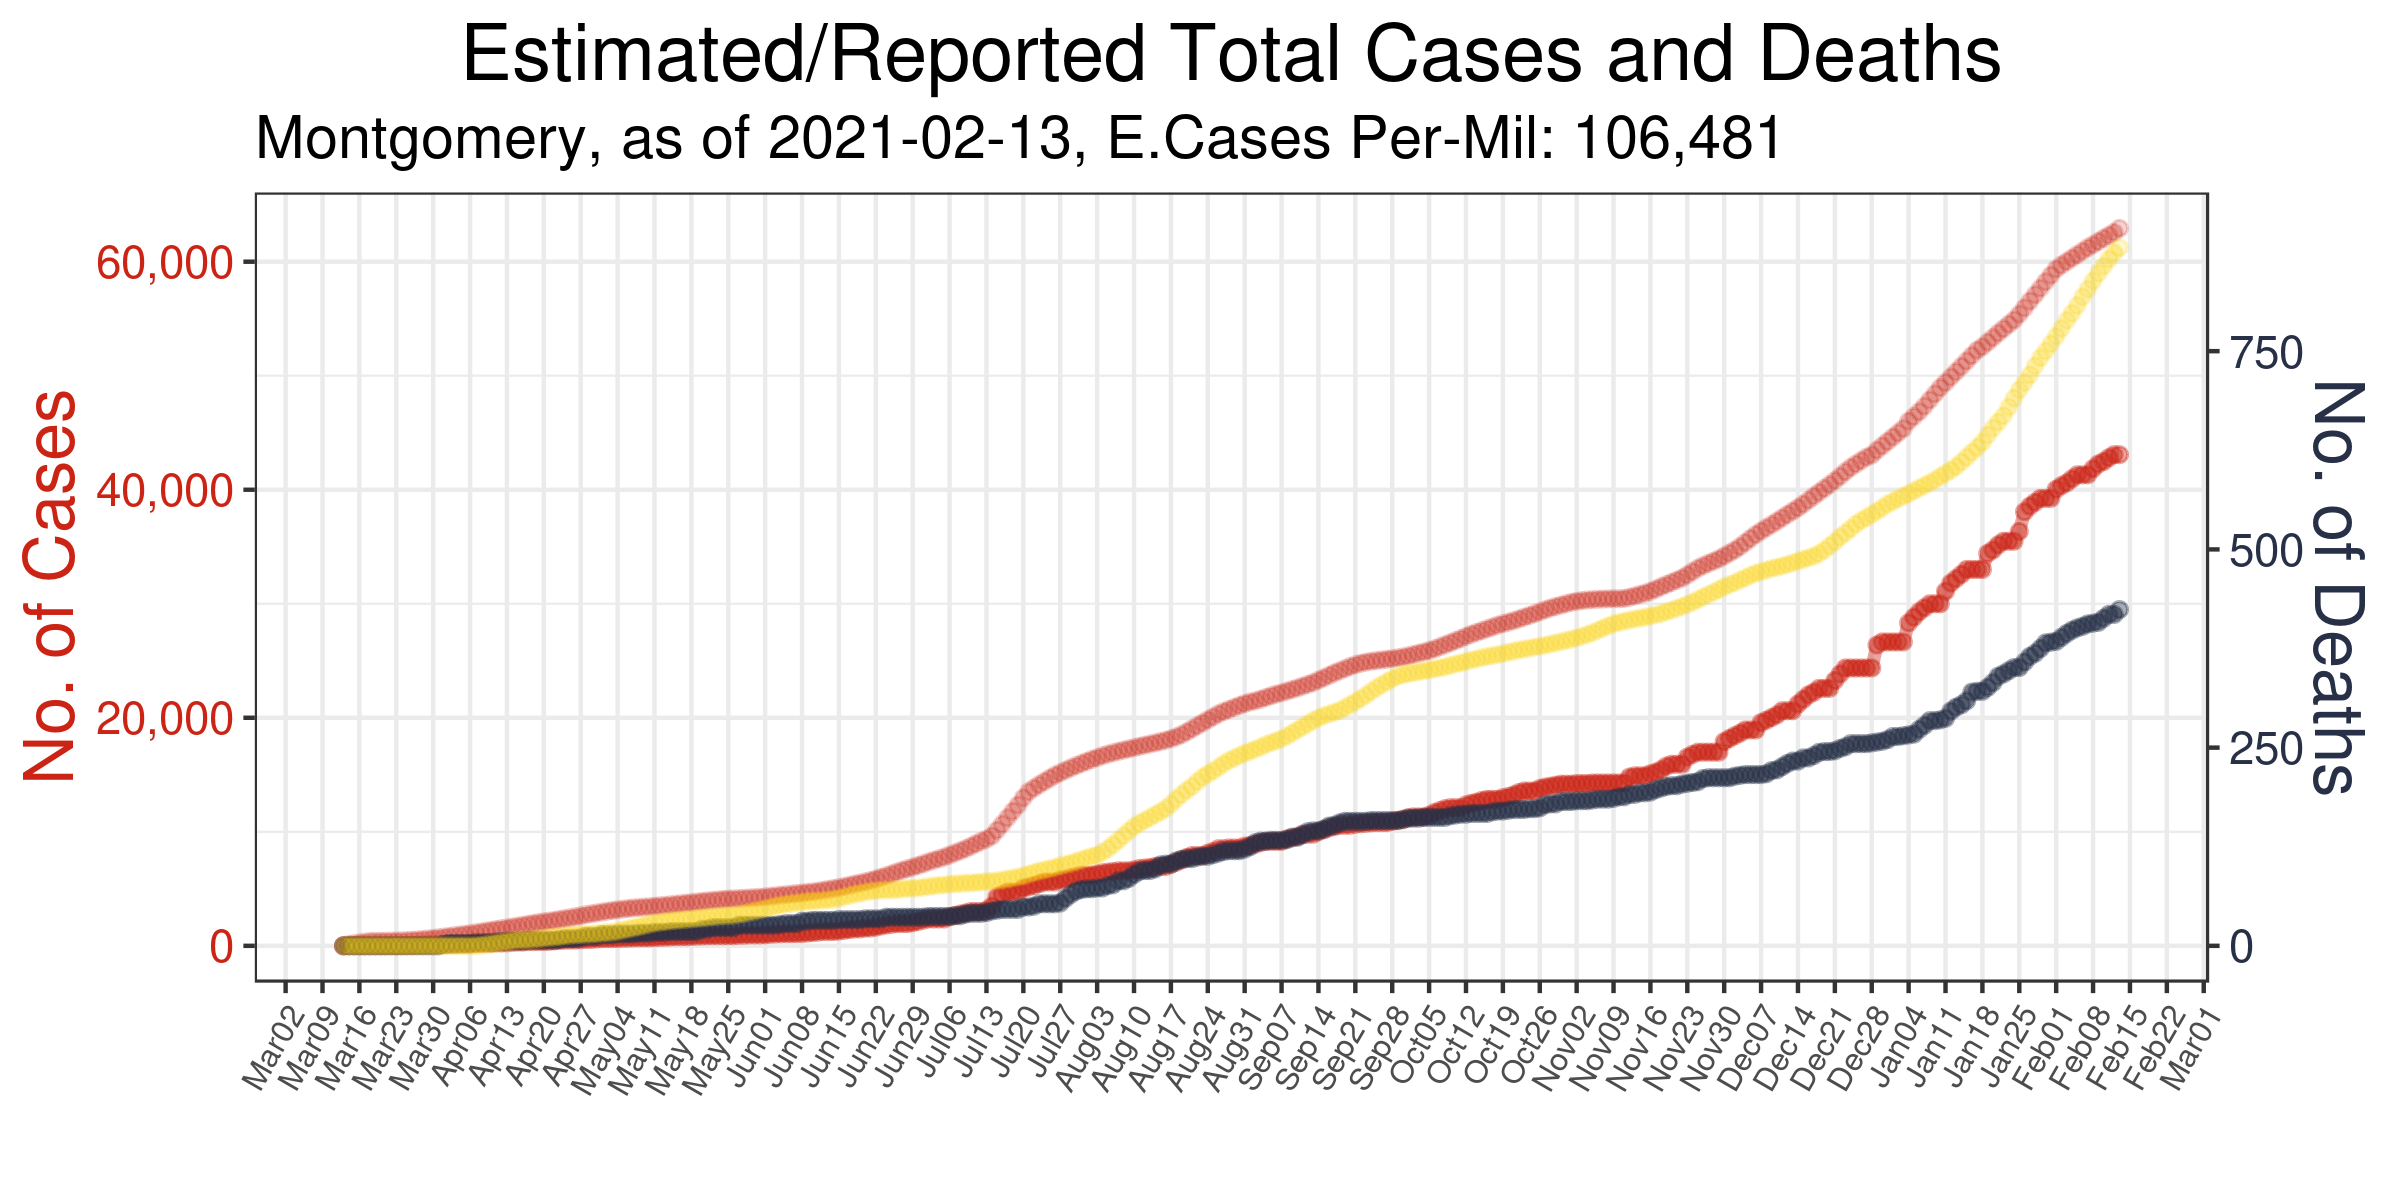 Estimated/Reported Total Cases and Deaths
Montgomery, as of 2021-02-13, E.Cases Per-Mil: 106,481
No. of Cases
60,000
40,000
20,000
0
750
500
250
0
No. of Deaths
Mar02 Mar09 Mar16 Mar23 Mar30 Apr06 Apr13 Apr20 Apr27 May04 May11 May18 May25 Jun01 Jun08 Jun15 Jun22 Jun29 Jul06 Jul13 Jul20 Jul27 Aug03 Aug10 Aug17 Aug24 Aug31 Sep07 Sep14 Sep21 Sep28 Oct05 Oct12 Oct19 Oct26 Nov02 Nov09 Nov16 Nov23 Nov30 Dec07 Dec14 Dec21 Dec28 Jan04 Jan11 Jan18 Jan25 Feb01 Feb08 Feb15 Feb22 Mar01